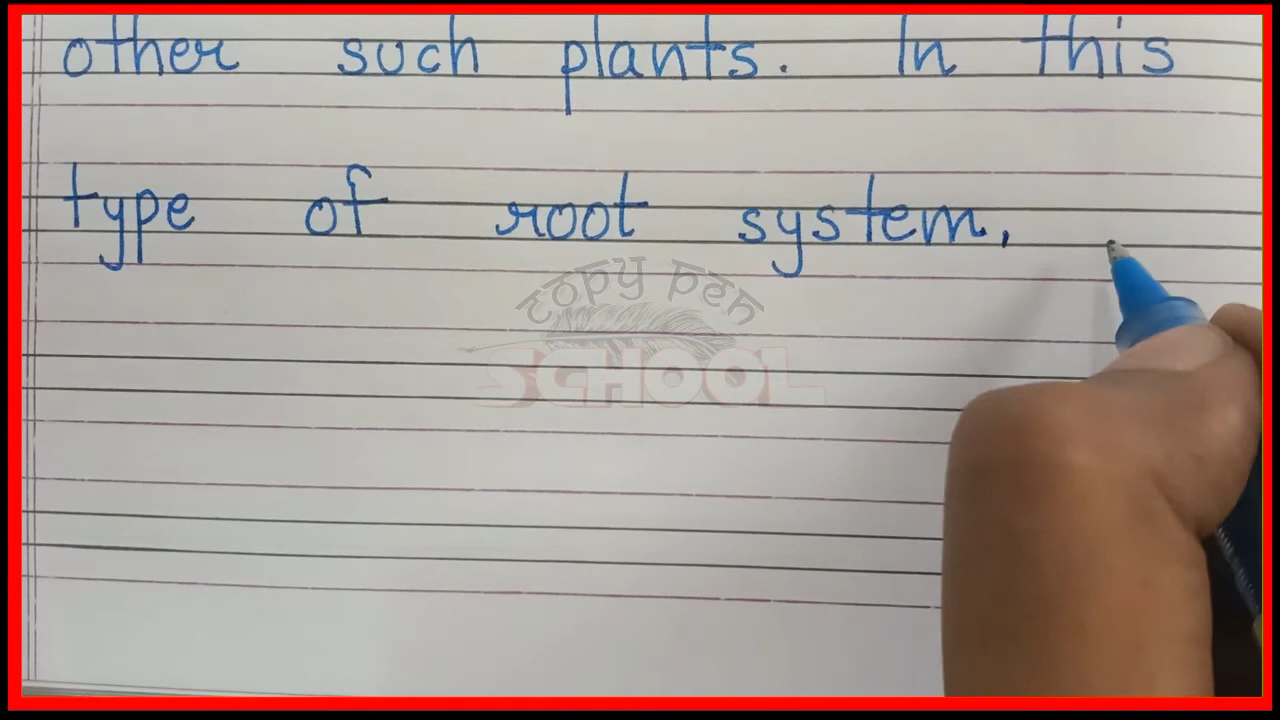 other such plants. In this
type of root system,
copy pen
SCHOOL